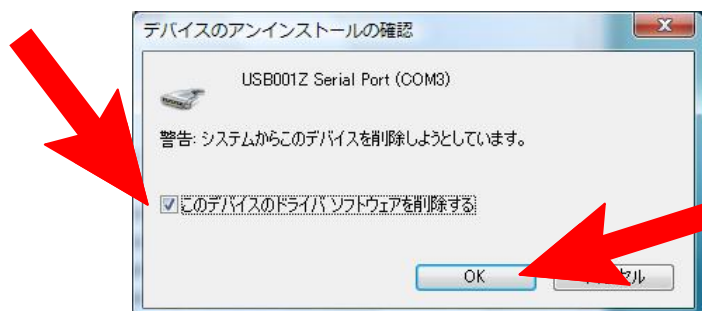 デバイスのアンインストールの確認
USB001Z Serial Port (COM3)
警告: システムからこのデバイスを削除しようとしています。
このデバイスのドライバ ソフトウェアを削除する
OK